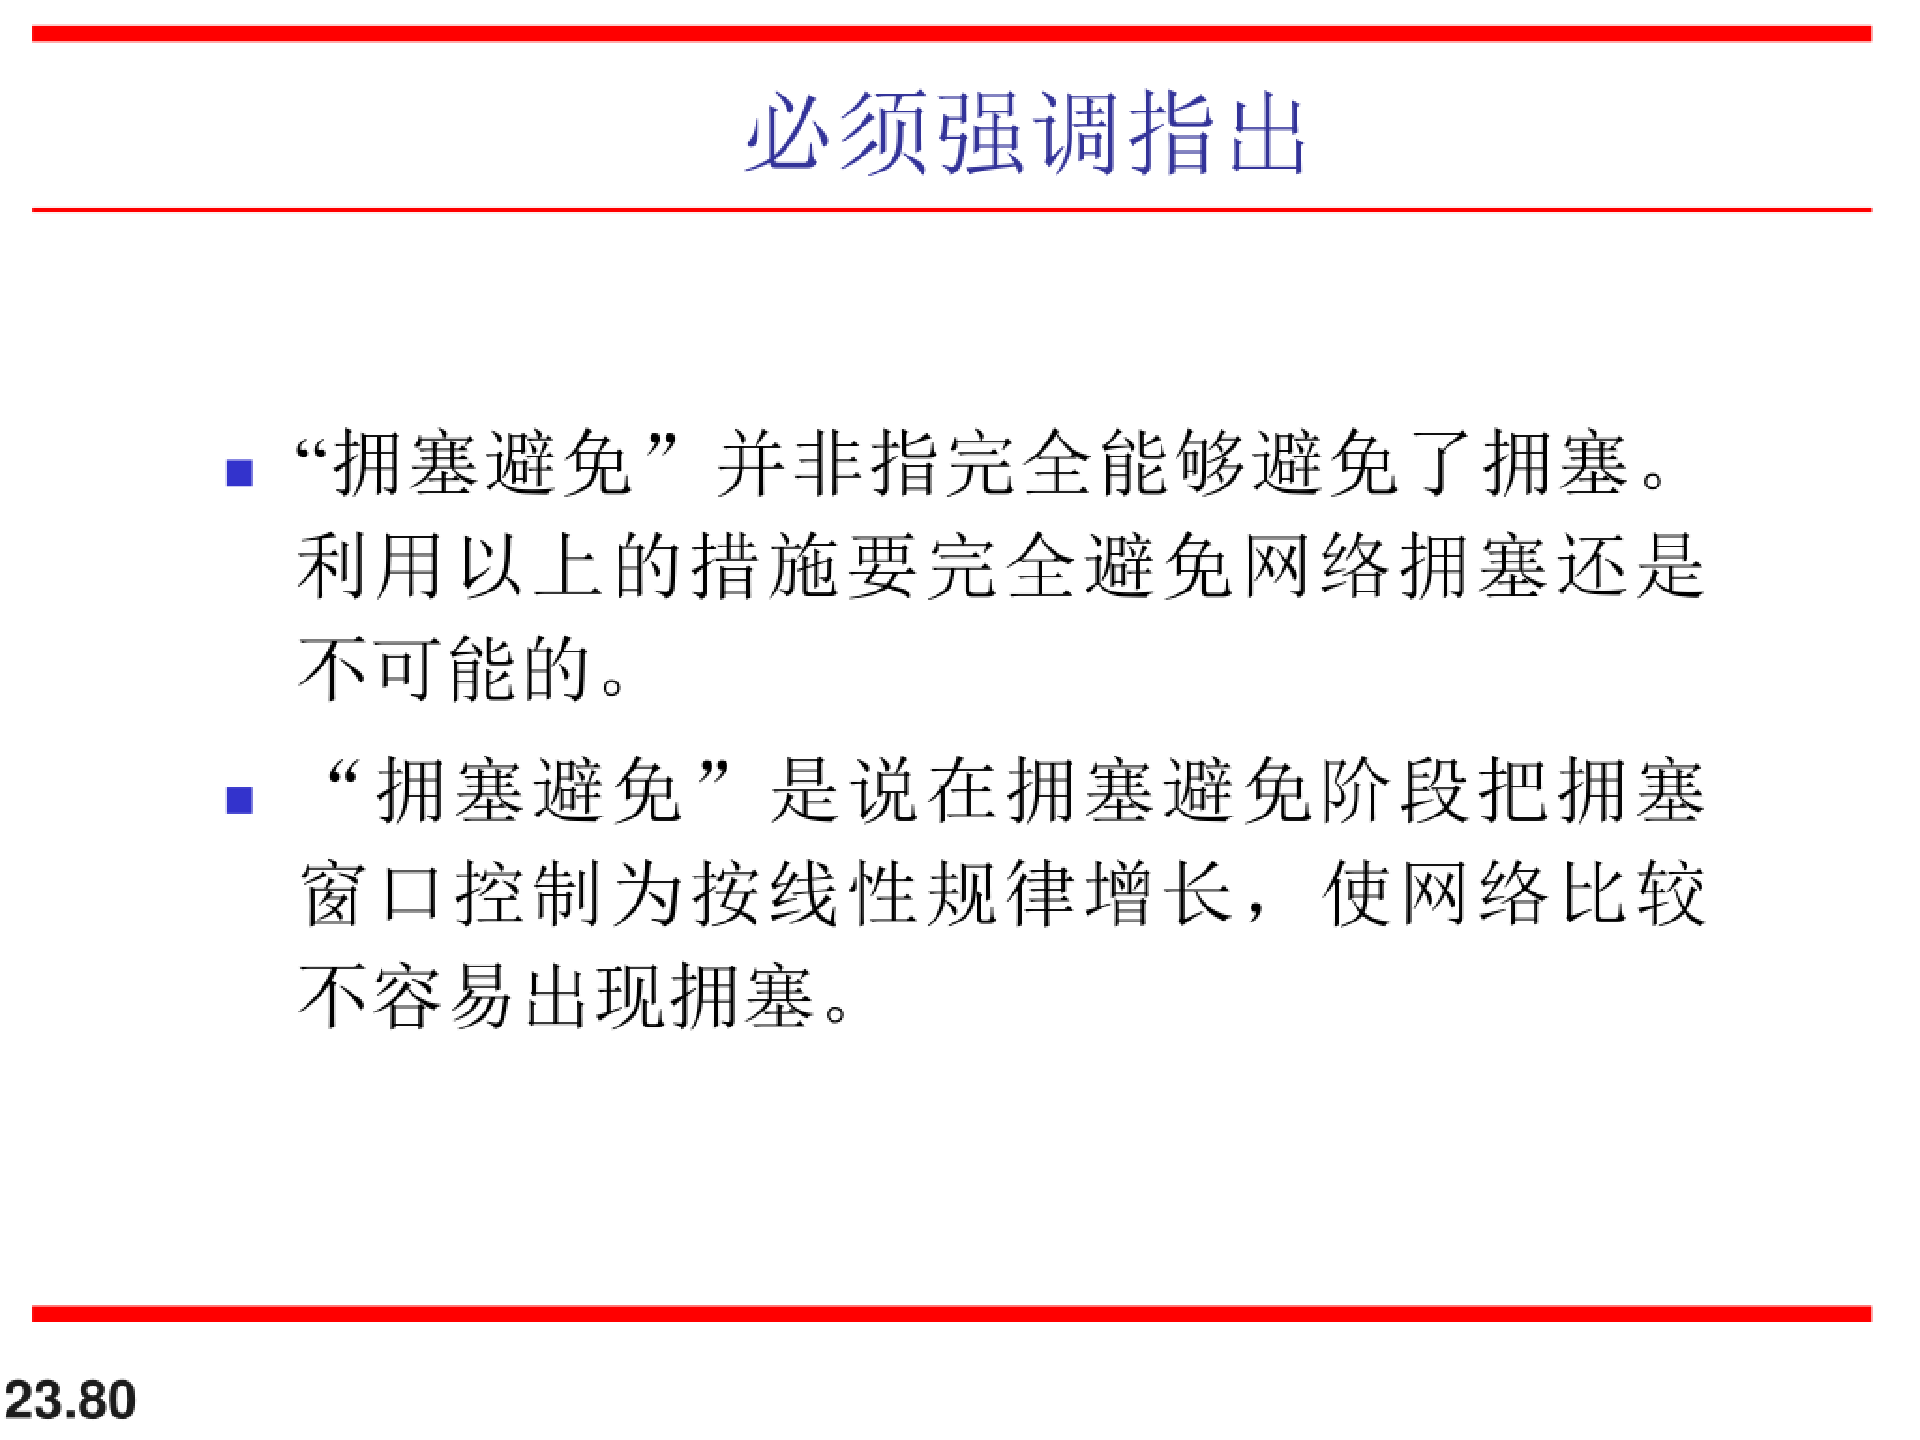 必须强调指出
“拥塞避免”并非指完全能够避免了拥塞。
利用以上的措施要完全避免网络拥塞还是
不可能的。
“拥塞避免”是说在拥塞避免阶段把拥塞
窗口控制为按线性规律增长，使网络比较
不容易出现拥塞。
23.80